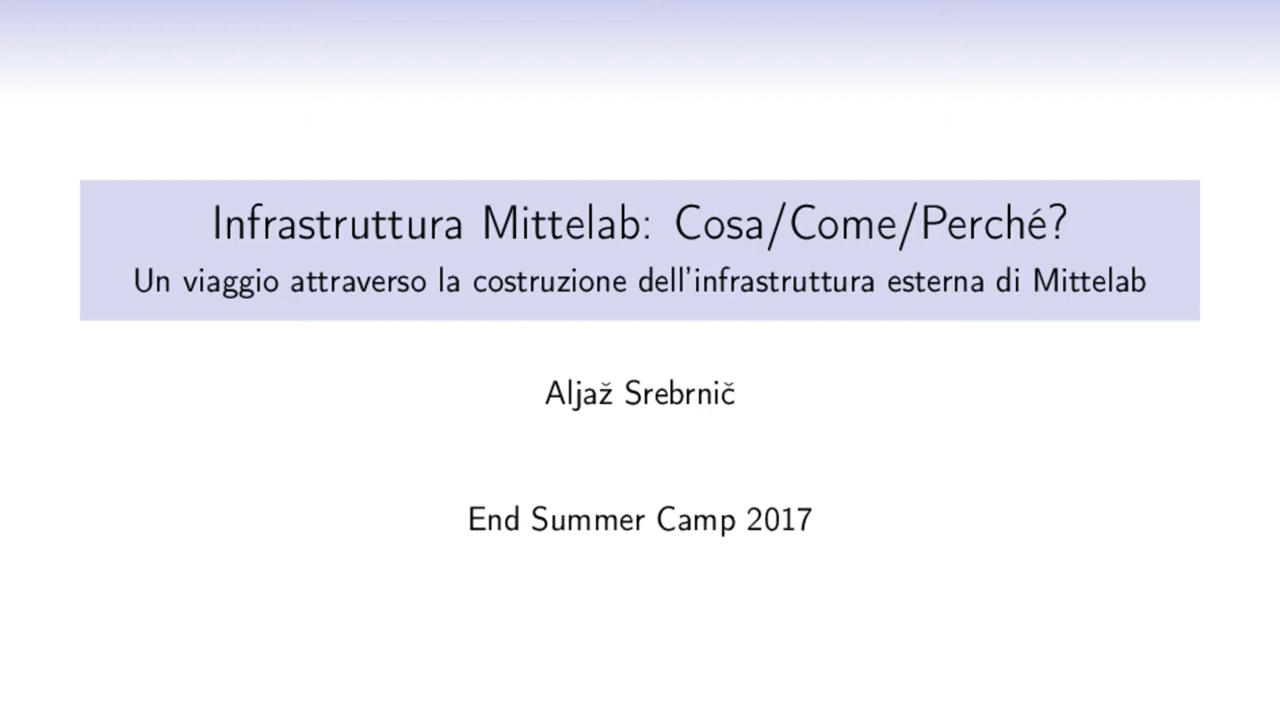 Infrastruttura Mittelab: Cosa/Come/Perché?
Un viaggio attraverso la costruzione dell'infrastruttura esterna di Mittelab
Aljaž Srebrnič
End Summer Camp 2017